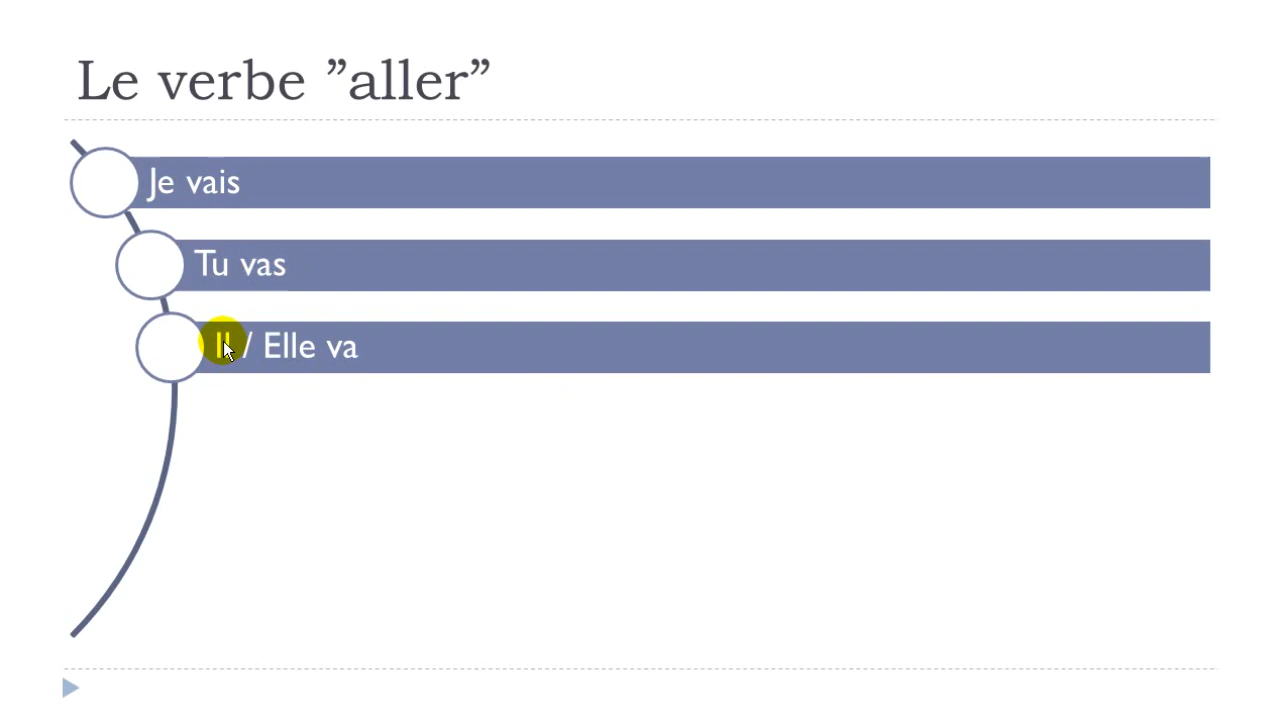 Le verbe ”aller”
Je vais
Tu vas
Il / Elle va